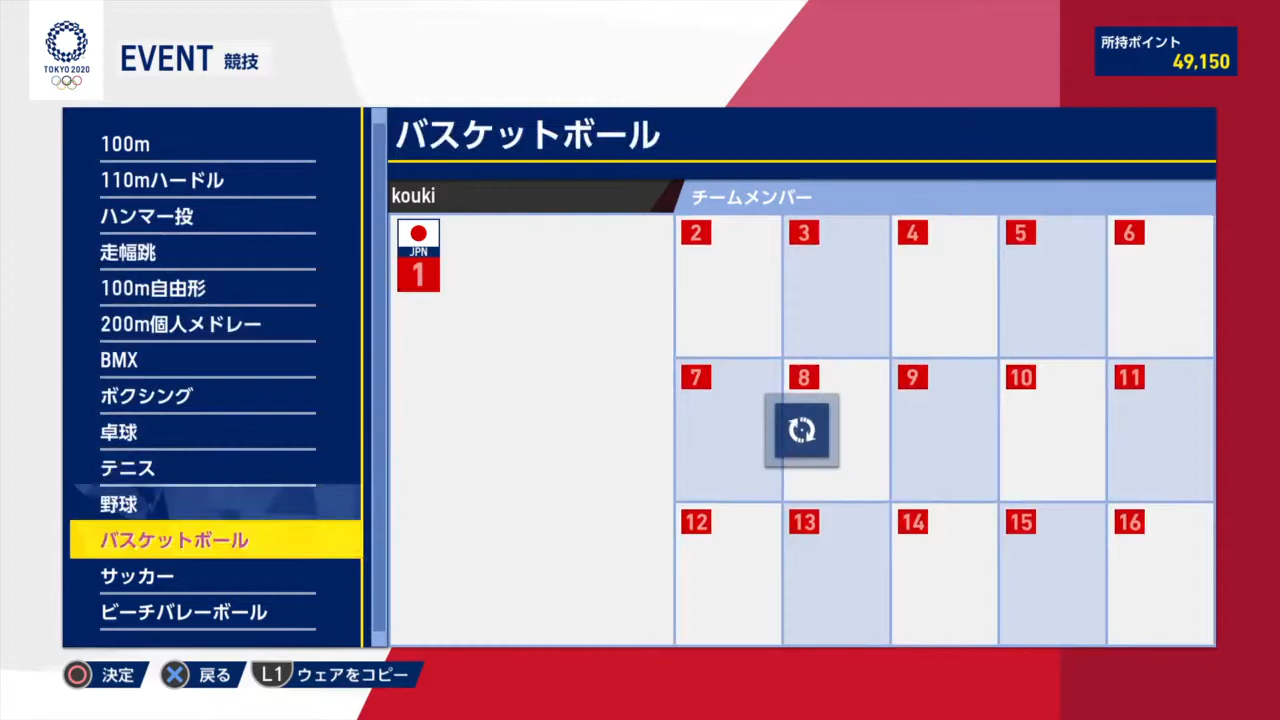 TOKYO 2020
EVENT 競技
所持ポイント
49,150
100m
110mハードル
ハンマー投
走幅跳
100m自由形
200m個人メドレー
BMX
ボクシング
卓球
テニス
野球
バスケットボール
サッカー
ビーチバレーボール
バスケットボール
kouki
チームメンバー
JPN
1
2 3 4 5 6
7 8 9 10 11
12 13 14 15 16
決定 戻る L1 ウェアをコピー